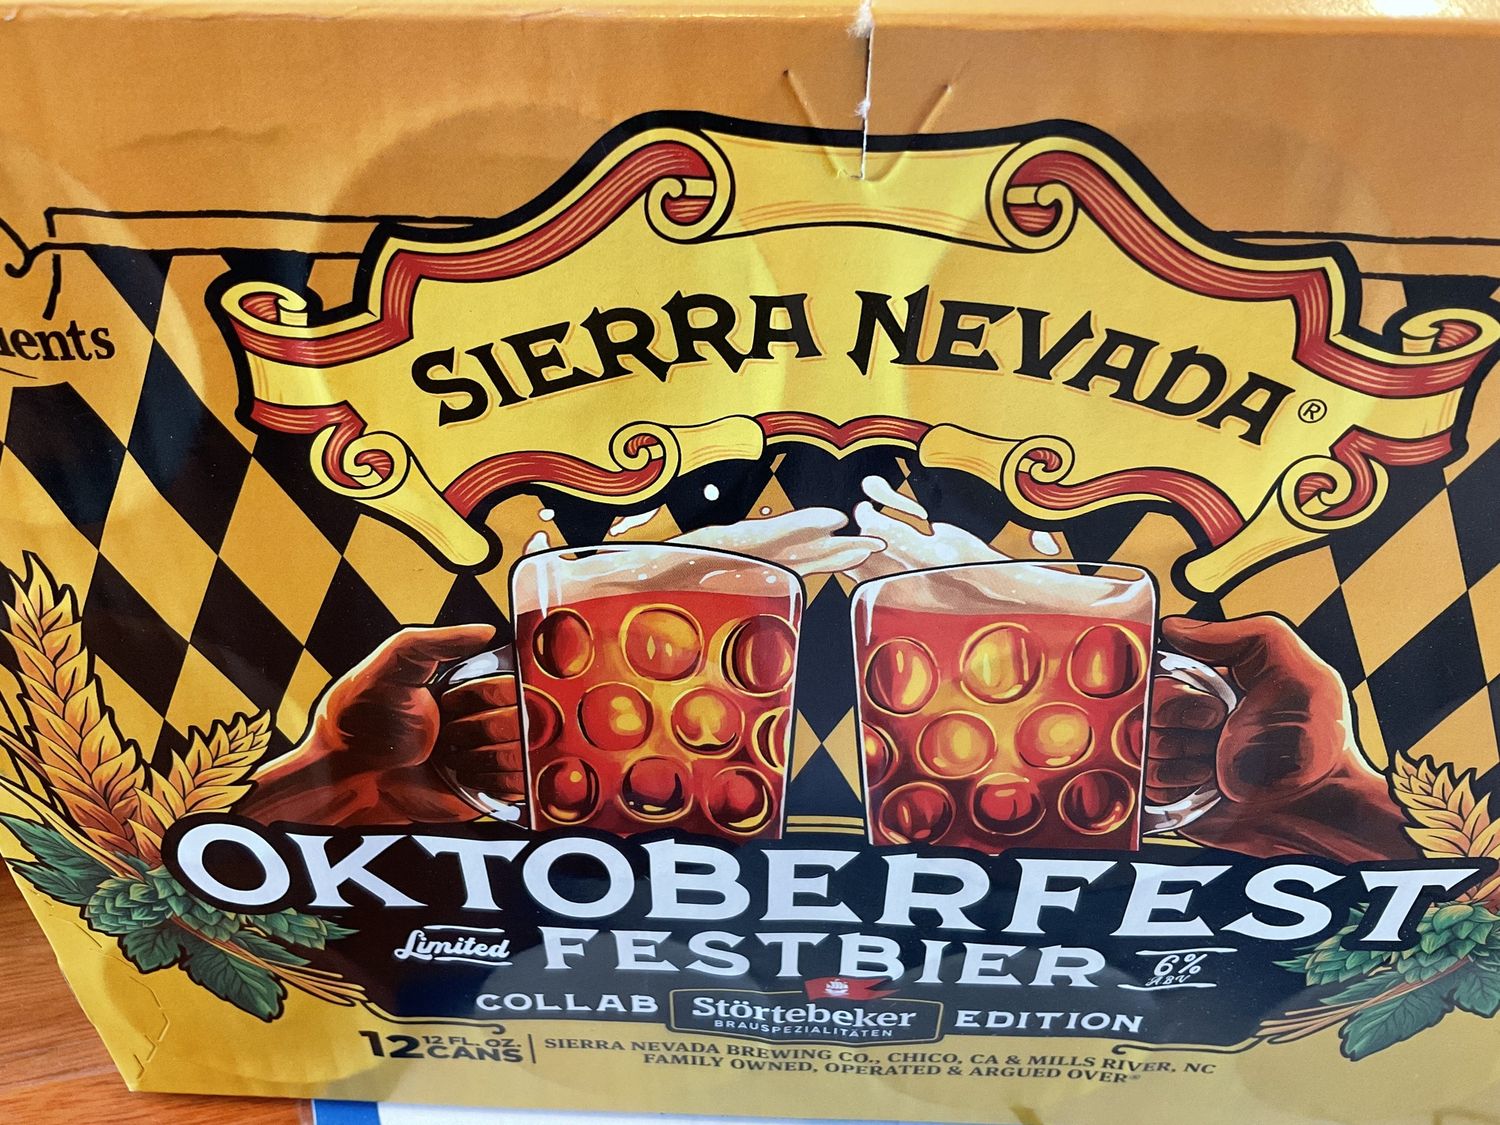 SIERRA NEVADA®
OKTOBERFEST
Limited FESTBIER 6% ABV
COLLAB Störtebeker EDITION
BRAUSPEZIALITÄTEN
12 12 FL. OZ. CANS
SIERRA NEVADA BREWING CO., CHICO, CA & MILLS RIVER, NC
FAMILY OWNED, OPERATED & ARGUED OVER®